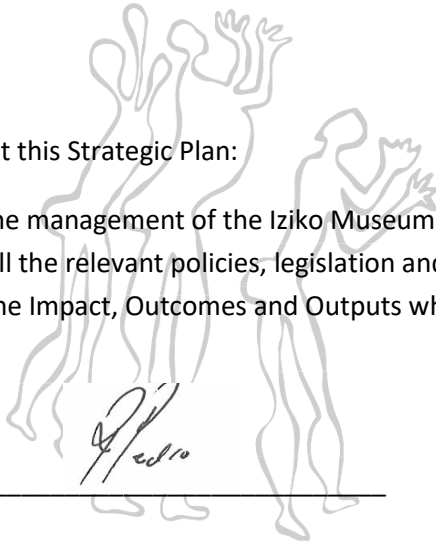 t this Strategic Plan:
he management of the Iziko Museum
ll the relevant policies, legislation and
he Impact, Outcomes and Outputs wh